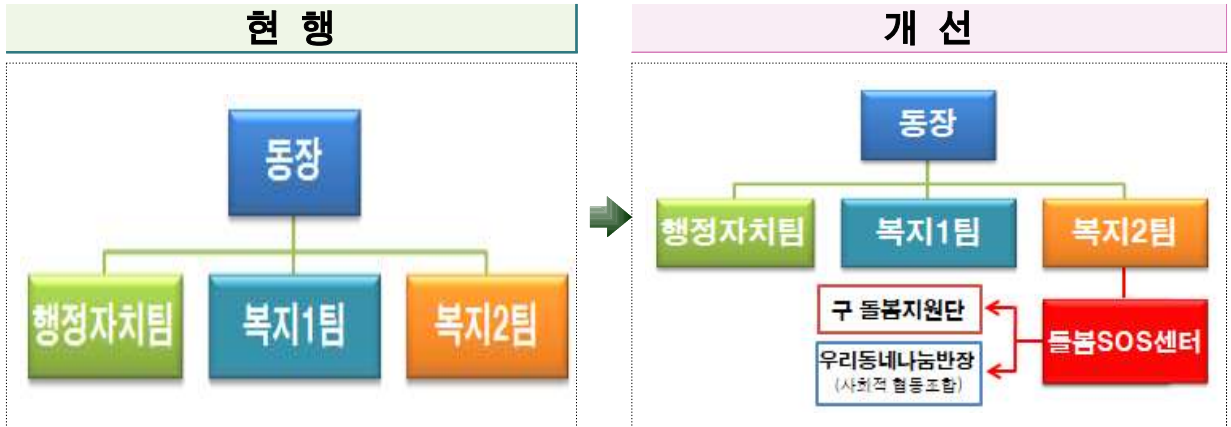 현 행
동장
행정자치팀
복지1팀
복지2팀
개 선
동장
행정자치팀
복지1팀
복지2팀
구 돌봄지원단
돌봄SOS센터
우리동네나눔반장
(사회적 협동조합)